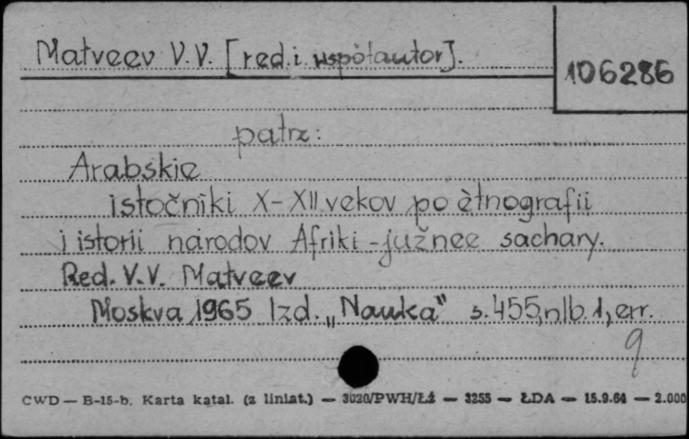 Matveev V.V. [red. i. współautor].
106286
patrz:
Arabskie
istočniki X-XII vekov po ètnografii
i istorii narodov Afriki - južnee sachary.
Red. V.V. Matveev
Moskva 1965 Izd. „Nauka" s. 455, nlb. 1, err.
9
CWD — B-15-b. Karta katal. (z liniat.) — 3020/PWH/Łź — 3255 — ŁDA — 15.9.64 — 2.000